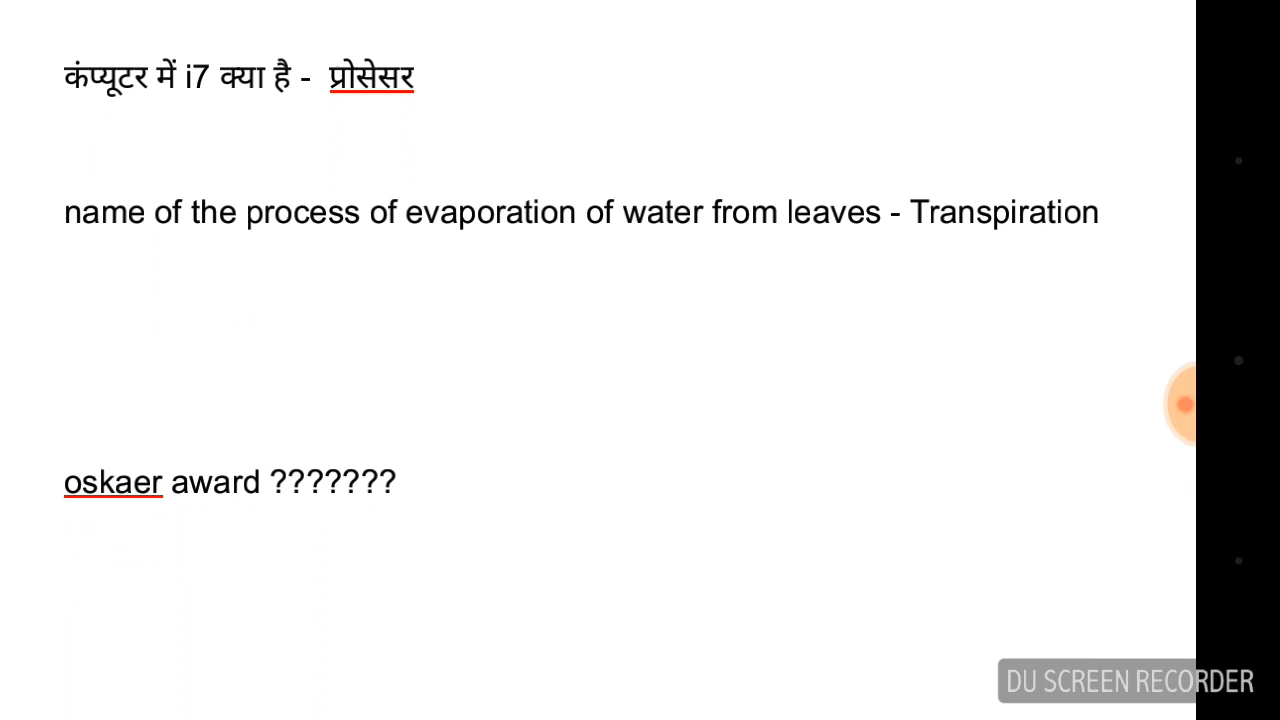 कंप्यूटर में i7 क्या है - प्रोसेसर
name of the process of evaporation of water from leaves - Transpiration
oskaer award ???????
DU SCREEN RECORDER